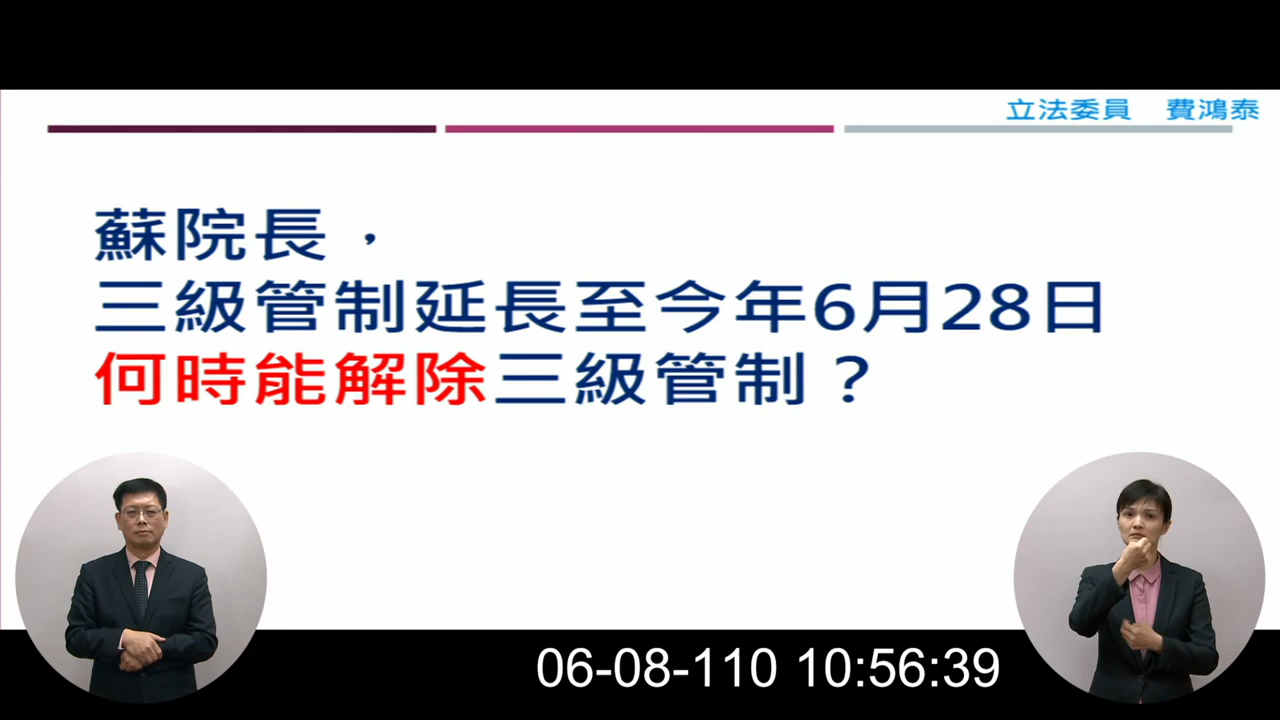 立法委員 費鴻泰
蘇院長，
三級管制延長至今年6月28日
何時能解除三級管制？
06-08-110 10:56:39